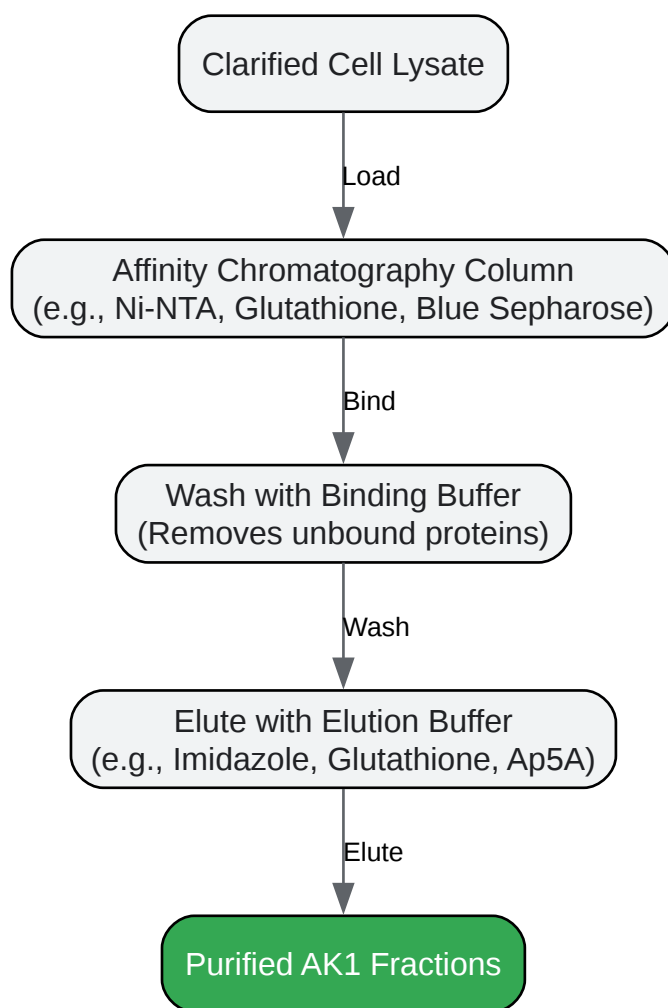 Clarified Cell Lysate
Load
Affinity Chromatography Column
(e.g., Ni-NTA, Glutathione, Blue Sepharose)
Bind
Wash with Binding Buffer
(Removes unbound proteins)
Wash
Elute with Elution Buffer
(e.g., Imidazole, Glutathione, Ap5A)
Elute
Purified AK1 Fractions